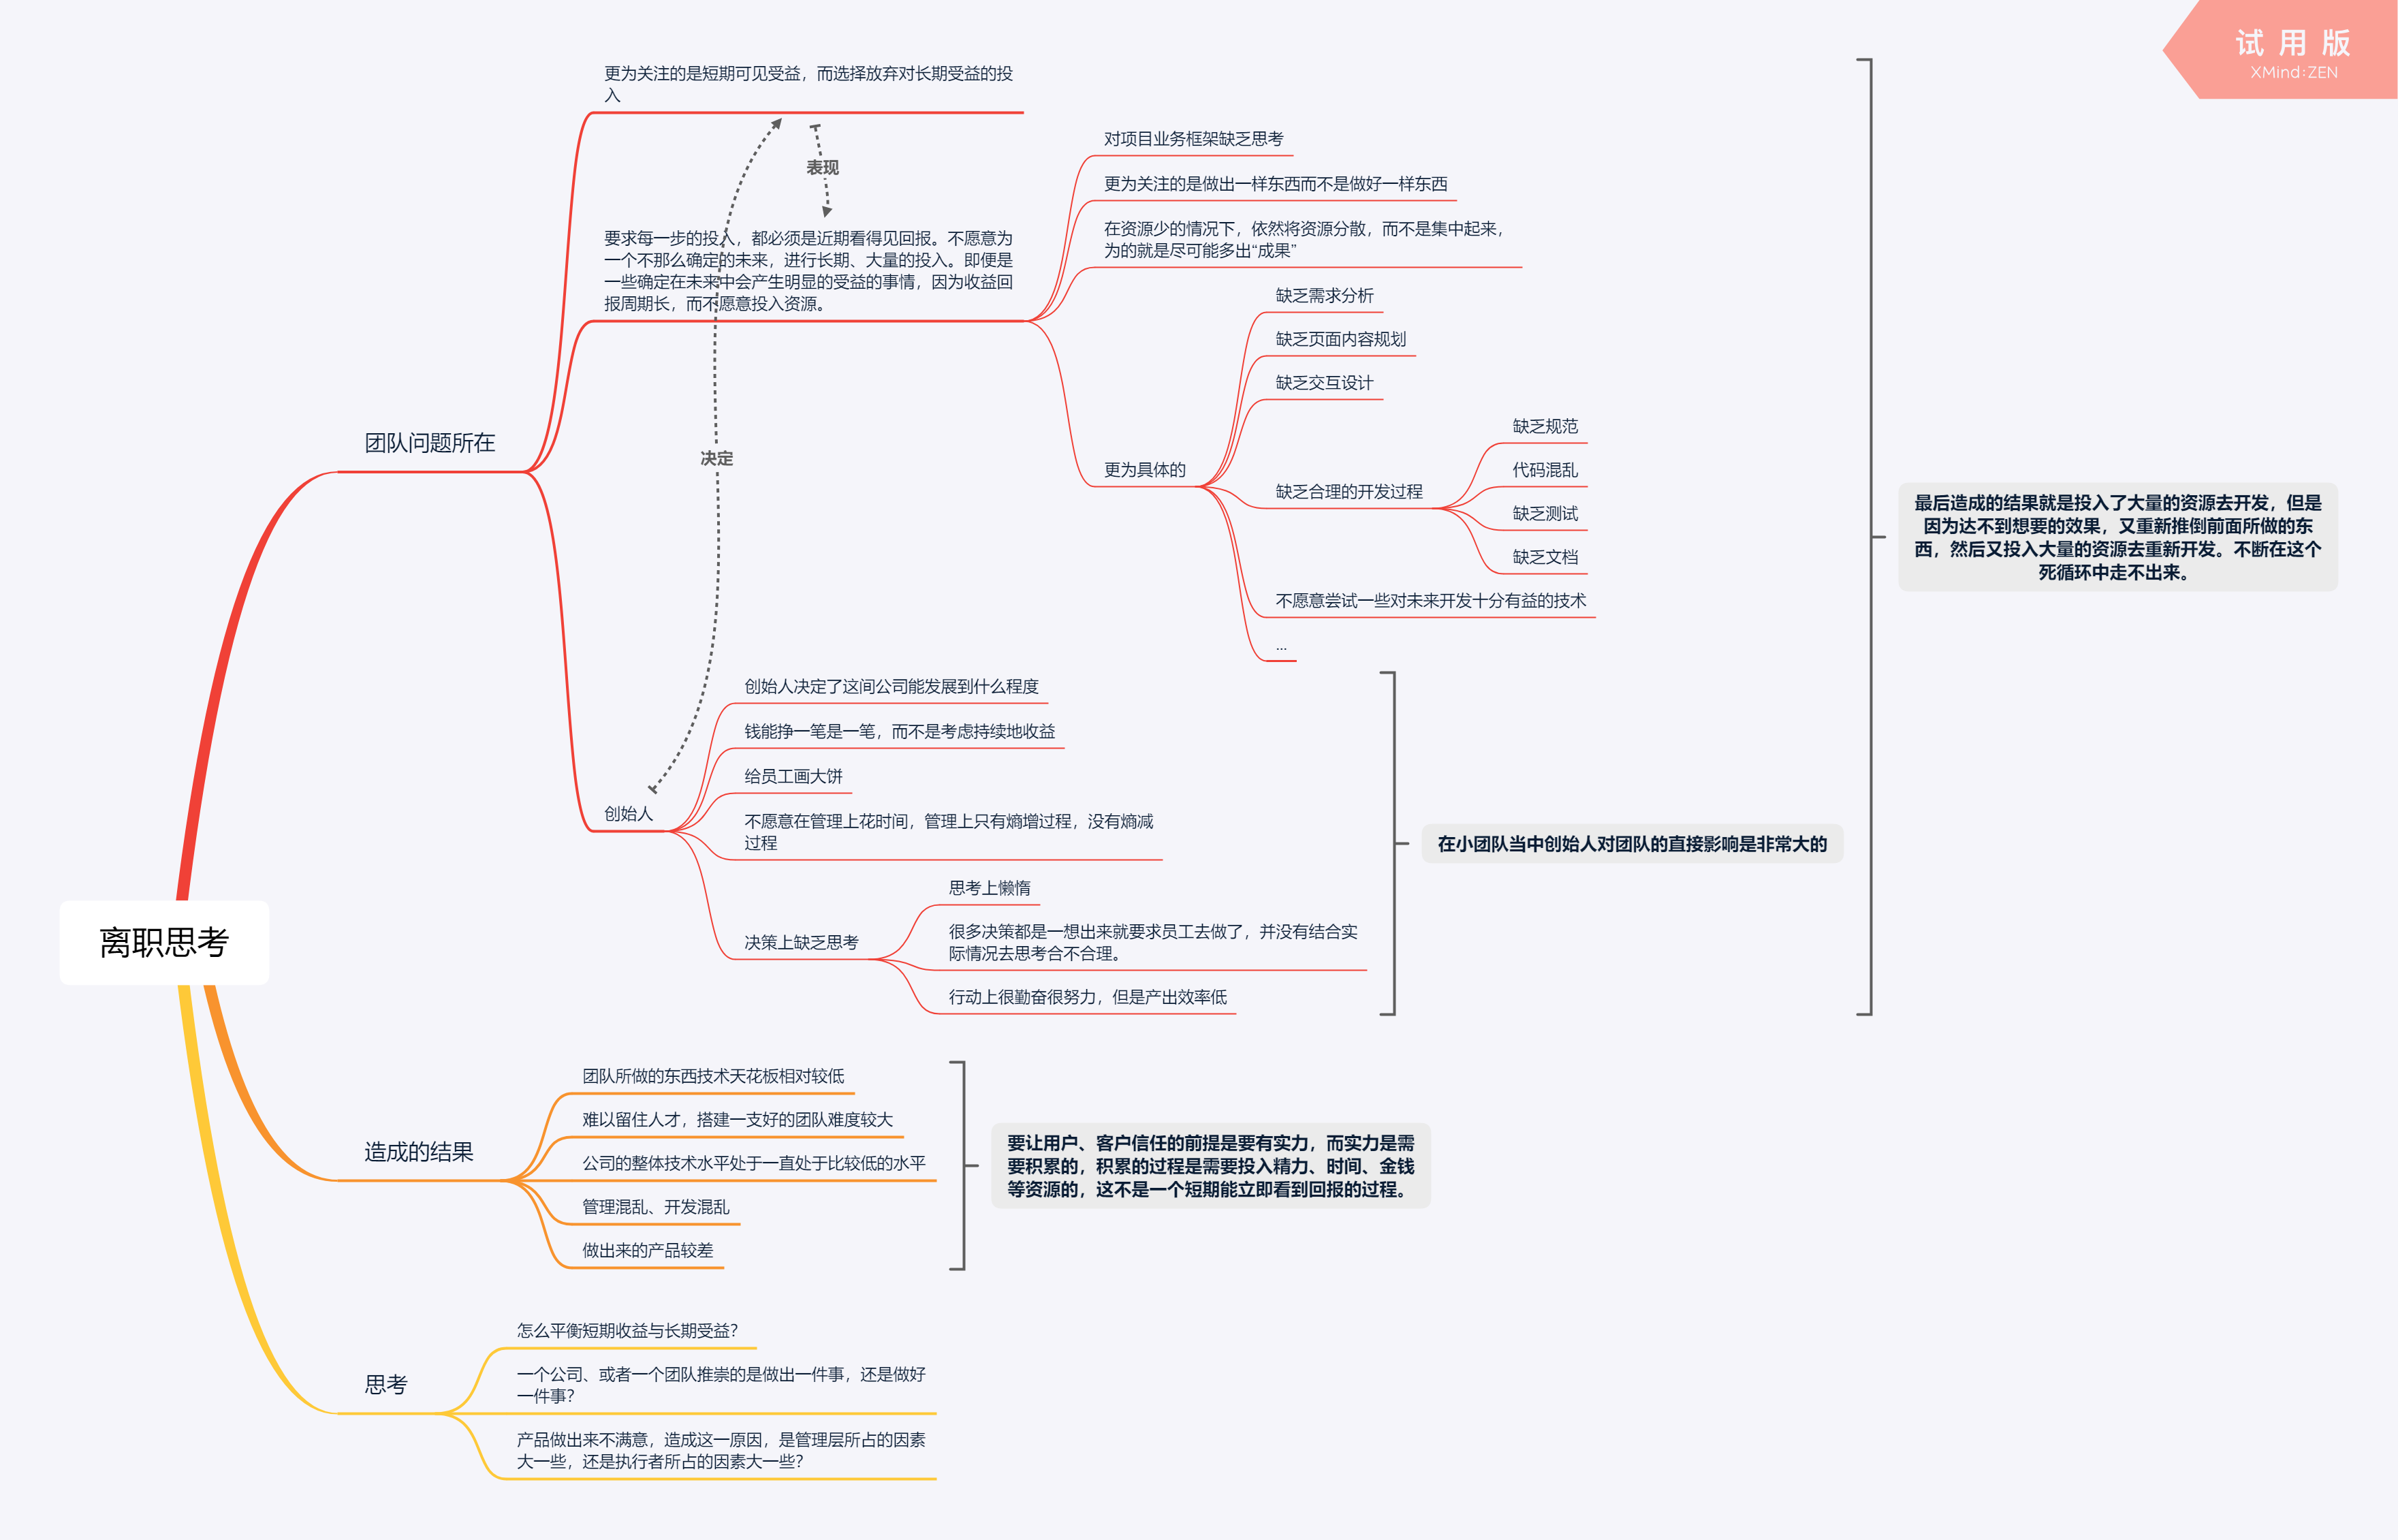 试用版
XMind:ZEN
离职思考
团队问题所在
更为关注的是短期可见受益，而选择放弃对长期受益的投
入
表现
要求每一步的投入，都必须是近期看得见回报。不愿意为
一个不那么确定的未来，进行长期、大量的投入。即便是
一些确定在未来中会产生明显的受益的事情，因为收益回
报周期长，而不愿意投入资源。
对项目业务框架缺乏思考
更为关注的是做出一样东西而不是做好一样东西
在资源少的情况下，依然将资源分散，而不是集中起来，
为的就是尽可能多出“成果”
更为具体的
缺乏需求分析
缺乏页面内容规划
缺乏交互设计
缺乏合理的开发过程
缺乏规范
代码混乱
缺乏测试
缺乏文档
不愿意尝试一些对未来开发十分有益的技术
...
决定
创始人
创始人决定了这间公司能发展到什么程度
钱能挣一笔是一笔，而不是考虑持续地收益
给员工画大饼
不愿意在管理上花时间，管理上只有熵增过程，没有熵减
过程
决策上缺乏思考
思考上懒惰
很多决策都是一想出来就要求员工去做了，并没有结合实
际情况去思考合不合理。
行动上很勤奋很努力，但是产出效率低
在小团队当中创始人对团队的直接影响是非常大的
最后造成的结果就是投入了大量的资源去开发，但是
因为达不到想要的效果，又重新推倒前面所做的东
西，然后又投入大量的资源去重新开发。不断在这个
死循环中走不出来。
造成的结果
团队所做的东西技术天花板相对较低
难以留住人才，搭建一支好的团队难度较大
公司的整体技术水平处于一直处于比较低的水平
管理混乱、开发混乱
做出来的产品较差
要让用户、客户信任的前提是要有实力，而实力是需
要积累的，积累的过程是需要投入精力、时间、金钱
等资源的，这不是一个短期能立即看到回报的过程。
思考
怎么平衡短期收益与长期受益？
一个公司、或者一个团队推崇的是做出一件事，还是做好
一件事？
产品做出来不满意，造成这一原因，是管理层所占的因素
大一些，还是执行者所占的因素大一些？